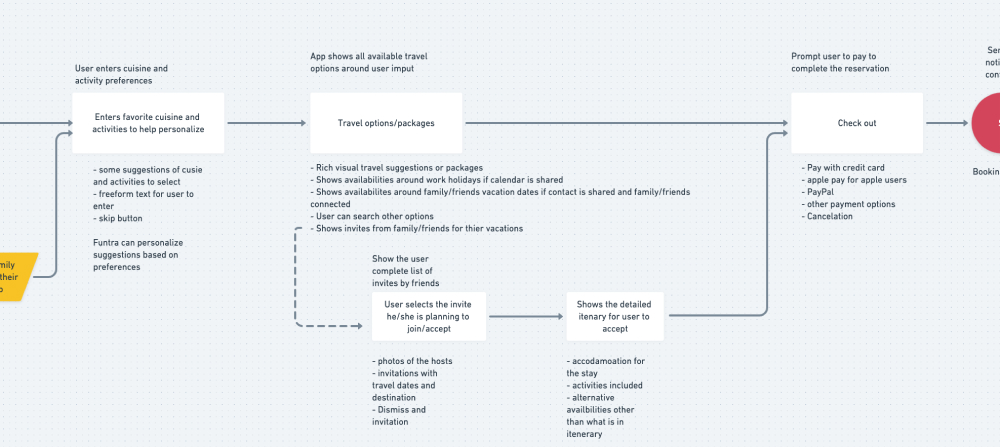 User enters cuisine and
activity preferences
Enters favorite cuisine and
activities to help personalize
- some suggestions of cusie
and activities to select
- freeform text for user to
enter
- skip button
Funtra can personalize
suggestions based on
preferences
App shows all available travel
options around user imput
Travel options/packages
- Rich visual travel suggestions or packages
- Shows availabilities around work holidays if calendar is shared
- Shows availabilites around family/friends vacation dates if contact is shared and family/friends
connected
- User can search other options
- Shows invites from family/friends for thier vacations
Show the user
complete list of
invites by friends
User selects the invite
he/she is planning to
join/accept
- photos of the hosts
- invitations with
travel dates and
destination
- Dismiss and
invitation
Shows the detailed
itenary for user to
accept
- accodamoation for
the stay
- activities included
- alternative
availbilities other
than what is in
itenerary
Prompt user to pay to
complete the reservation
Check out
- Pay with credit card
- apple pay for apple users
- PayPal
- other payment options
- Cancelation